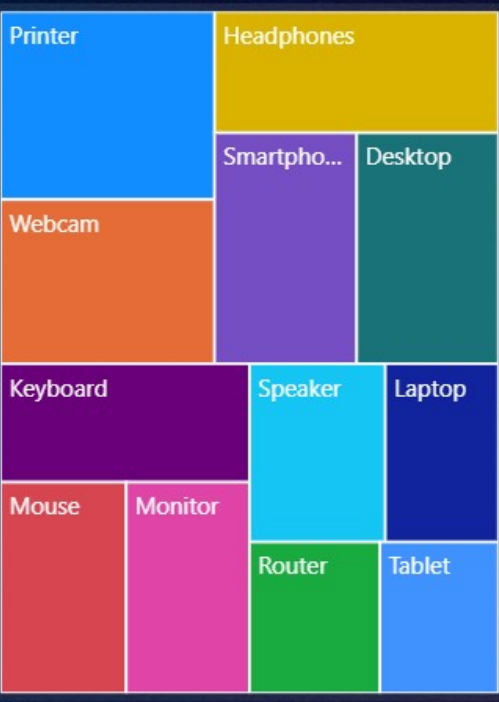 Printer
Headphones
Smartpho...
Desktop
Webcam
Keyboard
Speaker
Laptop
Mouse
Monitor
Router
Tablet